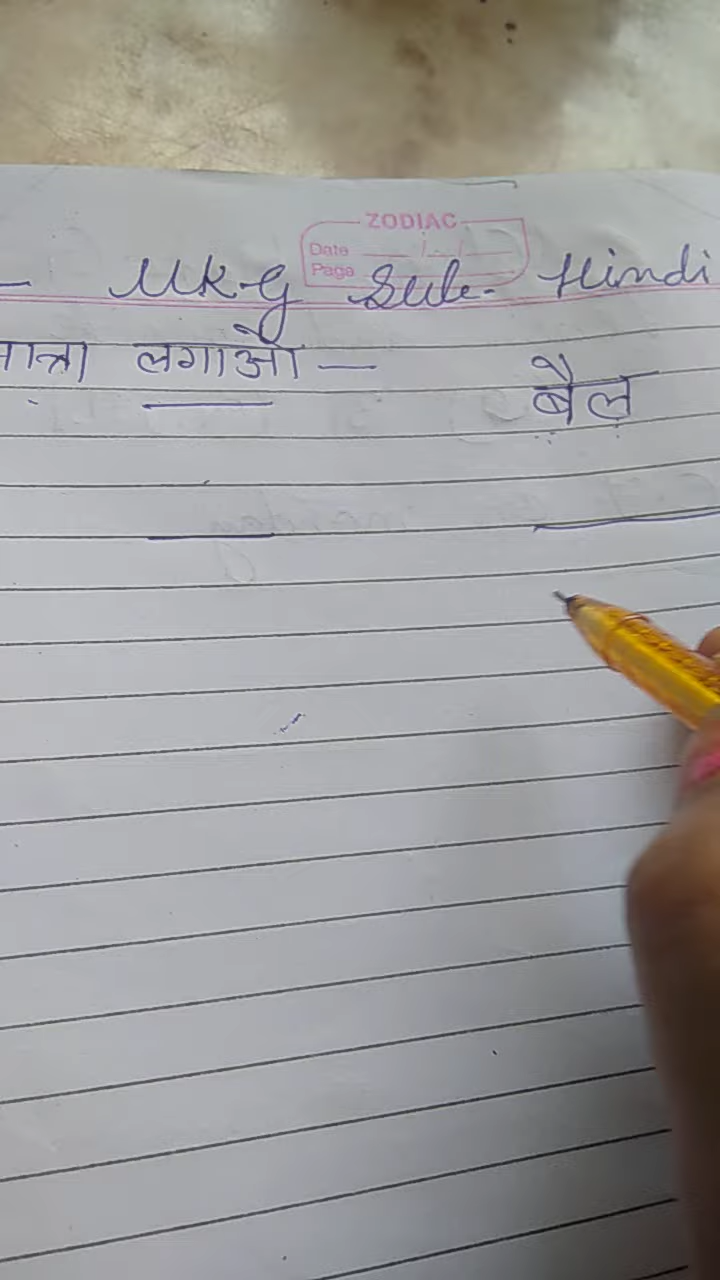 ZODIAC
Date
Page
UKG Sub- Hindi
मात्रा लगाओ —
बैल